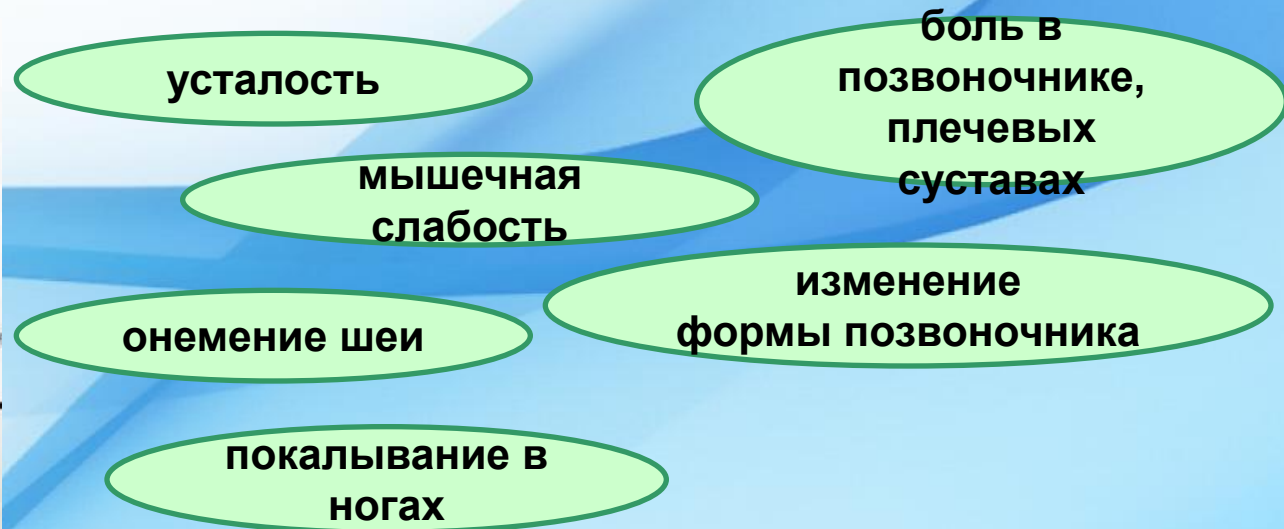 усталость
боль в
позвоночнике,
плечевых
суставах
мышечная
слабость
изменение
формы позвоночника
онемение шеи
покалывание в
ногах